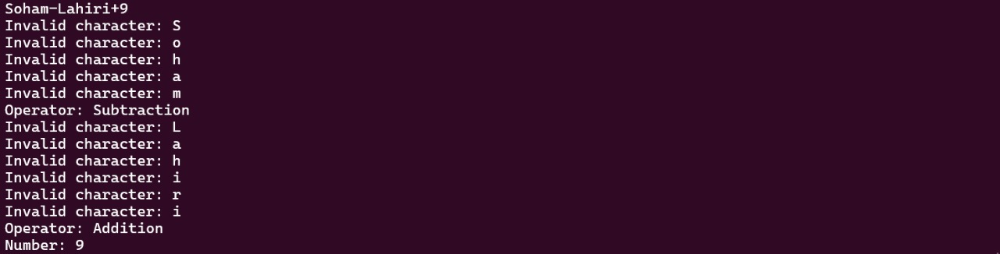 Soham-Lahiri+9
Invalid character: S
Invalid character: o
Invalid character: h
Invalid character: a
Invalid character: m
Operator: Subtraction
Invalid character: L
Invalid character: a
Invalid character: h
Invalid character: i
Invalid character: r
Invalid character: i
Operator: Addition
Number: 9